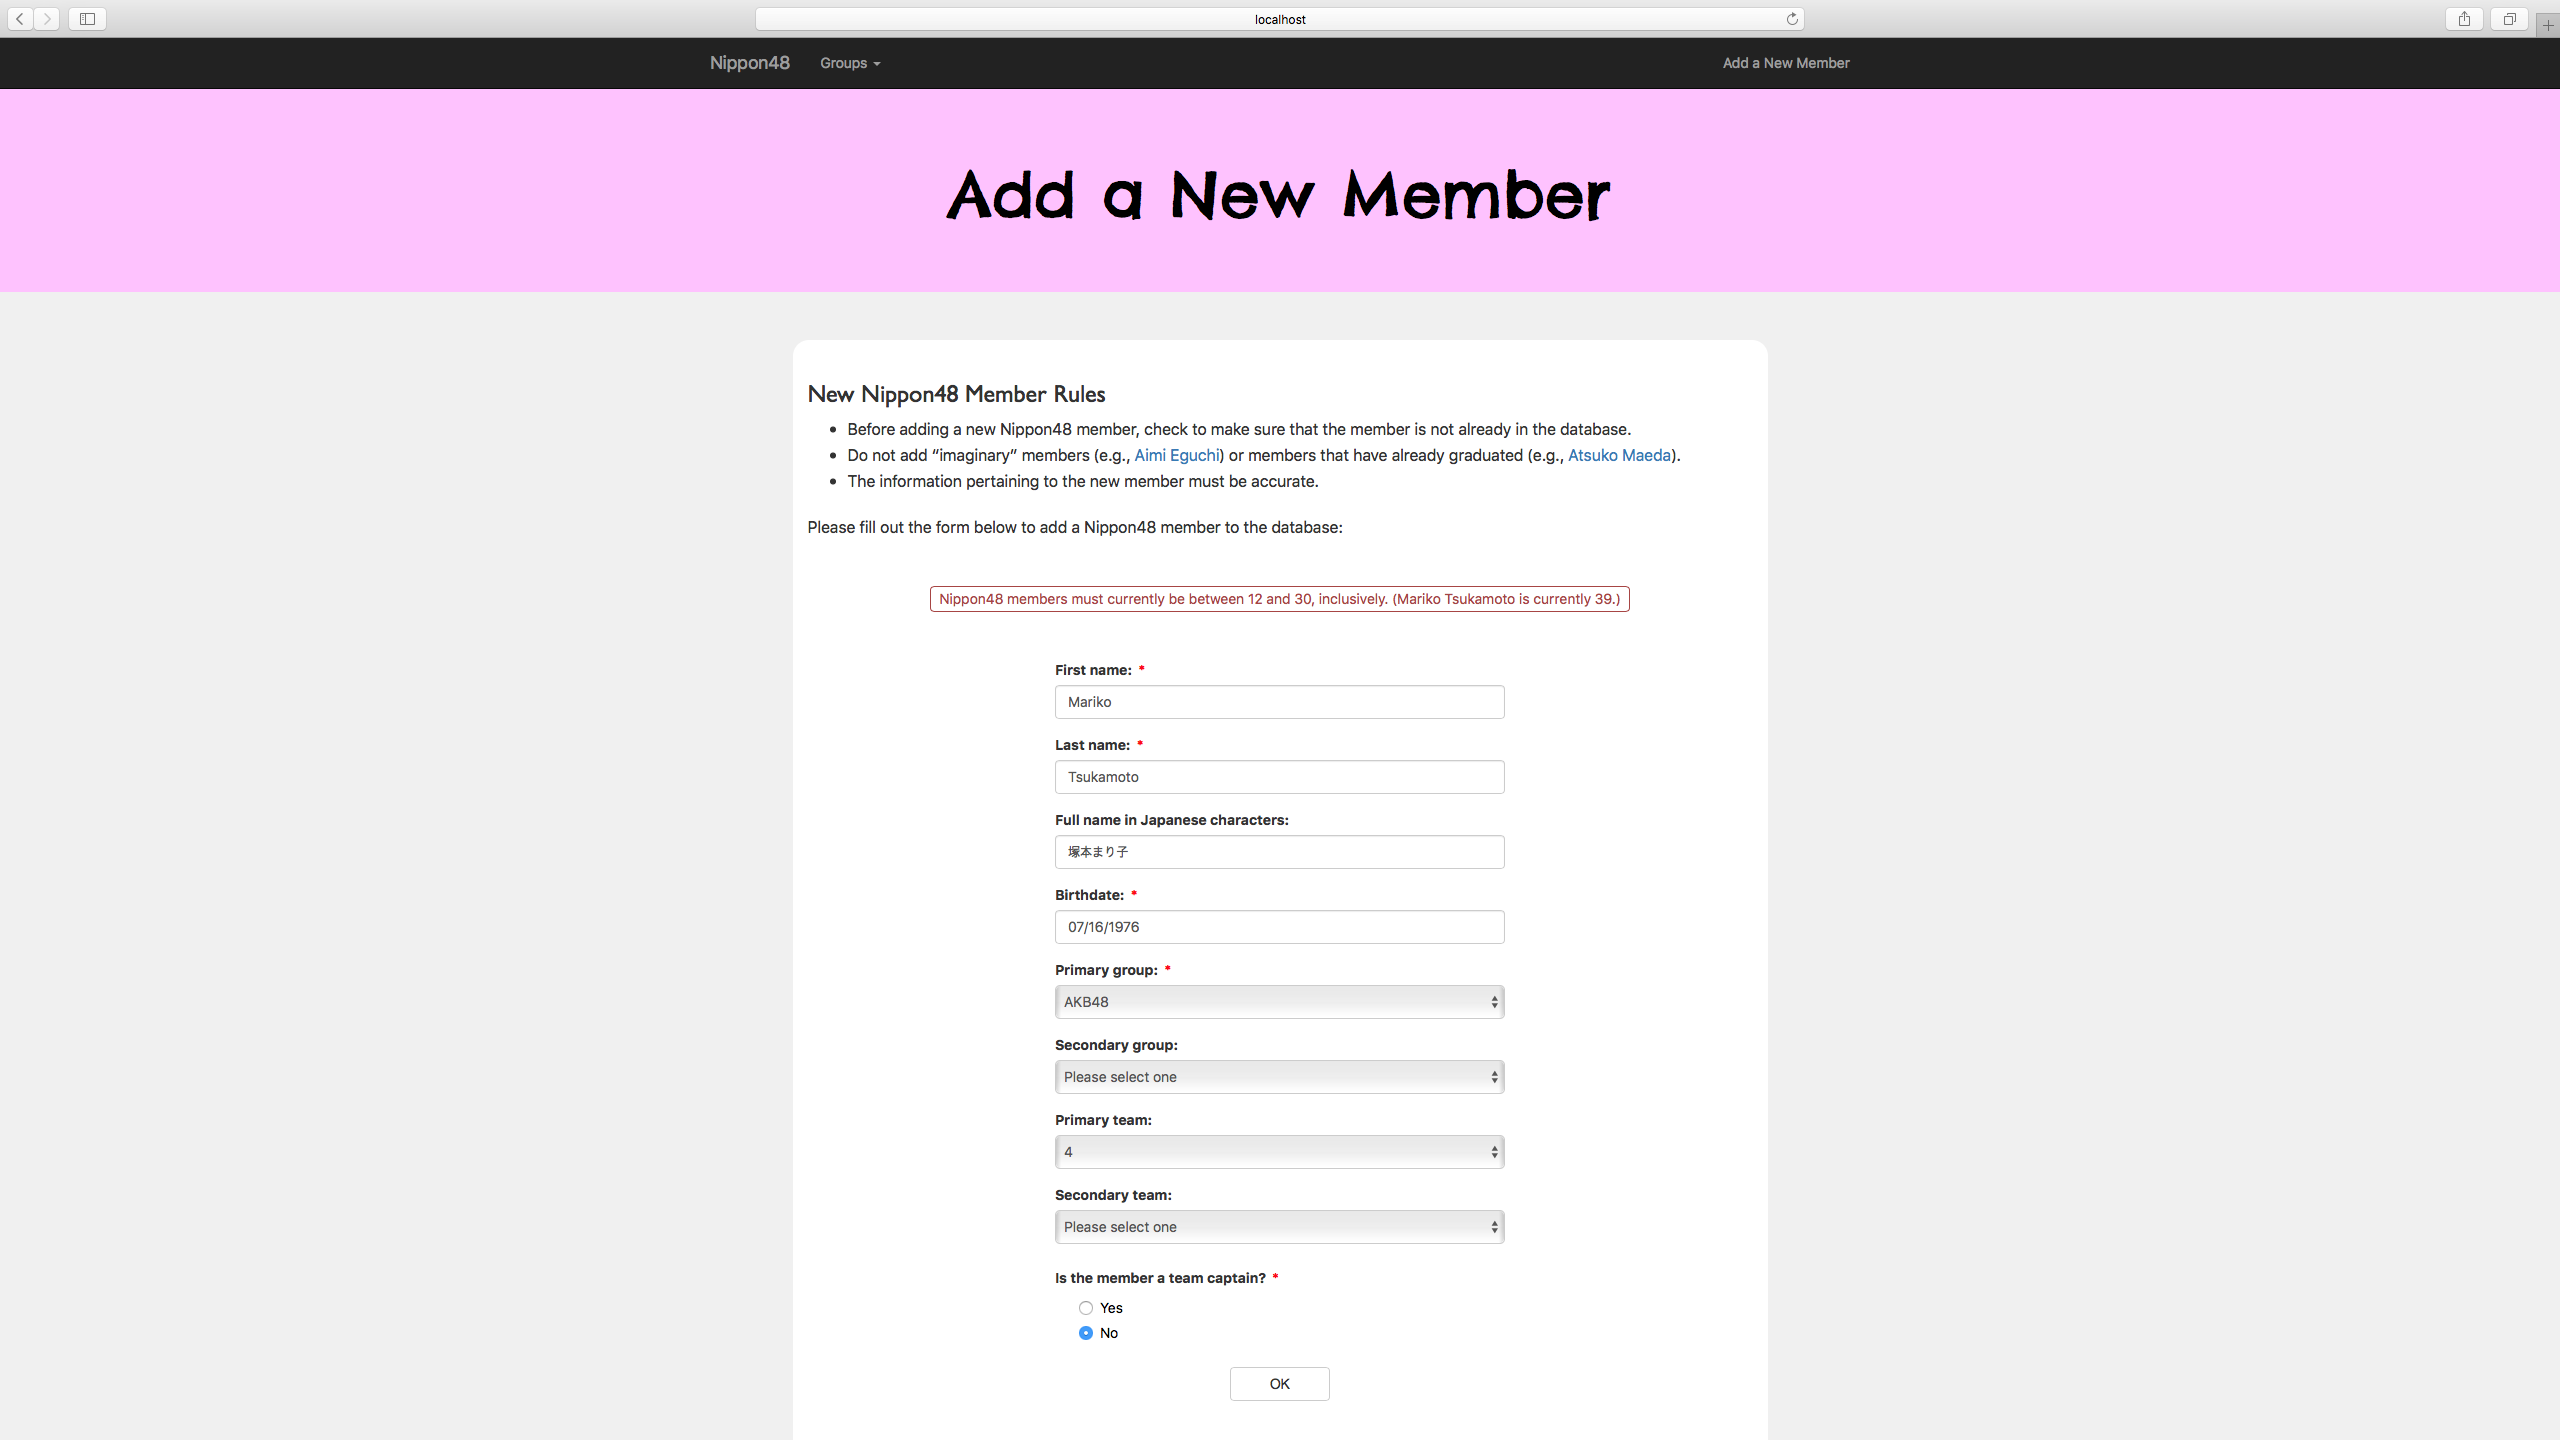 localhost
Nippon48 Groups Add a New Member
Add a New Member
New Nippon48 Member Rules
Before adding a new Nippon48 member, check to make sure that the member is not already in the database.
Do not add “imaginary” members (e.g., Aimi Eguchi) or members that have already graduated (e.g., Atsuko Maeda).
The information pertaining to the new member must be accurate.
Please fill out the form below to add a Nippon48 member to the database:
Nippon48 members must currently be between 12 and 30, inclusively. (Mariko Tsukamoto is currently 39.)
First name: *
Mariko
Last name: *
Tsukamoto
Full name in Japanese characters:
塚本まり子
Birthdate: *
07/16/1976
Primary group: *
AKB48
Secondary group:
Please select one
Primary team:
4
Secondary team:
Please select one
Is the member a team captain? *
Yes
No
OK